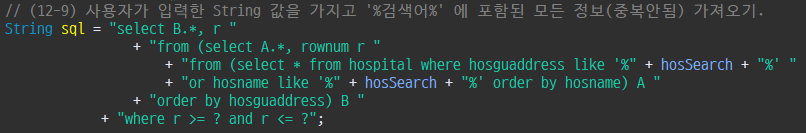 // (12-9) 사용자가 입력한 String 값을 가지고 '%검색어%' 에 포함된 모든 정보(중복안됨) 가져오기.
String sql = "select B.*, r "
+ "from (select A.*, rownum r "
+ "from (select * from hospital where hosguaddress like '%" + hosSearch + "%' "
+ "or hosname like '%" + hosSearch + "%' order by hosname) A "
+ "order by hosguaddress) B "
+ "where r >= ? and r <= ?";